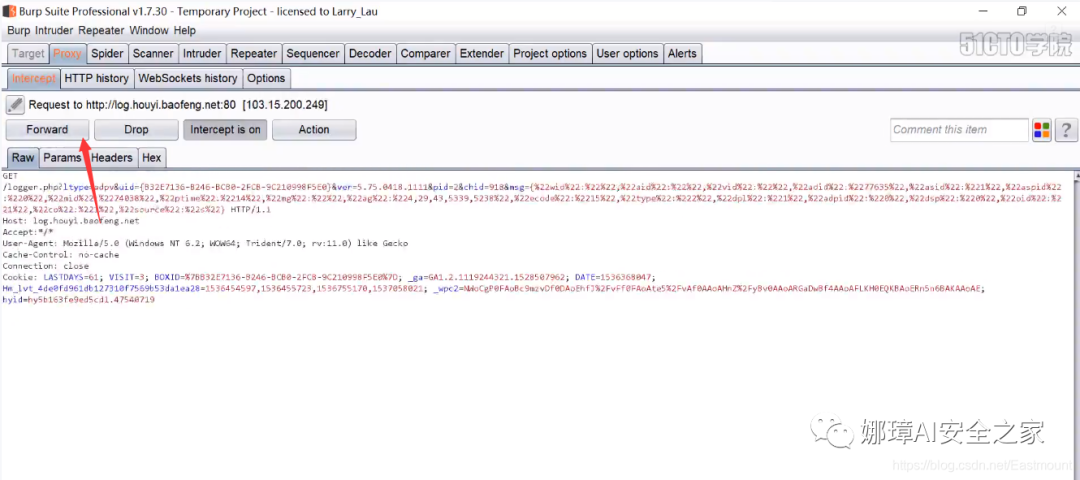 Burp Suite Professional v1.7.30 - Temporary Project - licensed to Larry_Lau
Burp Intruder Repeater Window Help
51CTO学院
Target Proxy Spider Scanner Intruder Repeater Sequencer Decoder Comparer Extender Project options User options Alerts
Intercept HTTP history WebSockets history Options
Request to http://log.houyi.baofeng.net:80 [103.15.200.249]
Forward Drop Intercept is on Action Comment this item ?
Raw Params Headers Hex
GET
/logger.php?ltype=adpv&uid={B32E7136-B246-BCB0-2FCB-9C210998F5E0}&ver=5.75.0418.1111&pid=2&chid=918&msg={%22wid%22:%22%22,%22aid%22:%22%22,%22vid%22:%22%22,%22adid%22:%2277635%22,%22asid%22:%221%22,%22aspid%22
:%220%22,%22mid%22:%2274038%22,%22ptime%22:%2214%22,%22mg%22:%22%22,%22ag%22:%224,29,43,5339,5238%22,%22ecode%22:%2215%22,%22type%22:%222%22,%22dpl%22:%221%22,%22adpid%22:%220%22,%22dsp%22:%220%22,%22pid%22:%2
21%22,%22co%22:%221%22,%22source%22:%22s%22} HTTP/1.1
Host: log.houyi.baofeng.net
Accept:*/*
User-Agent: Mozilla/5.0 (Windows NT 6.2; WOW64; Trident/7.0; rv:11.0) like Gecko
Cache-Control: no-cache
Connection: close
Cookie: LASTDAYS=61; VISIT=3; BOXID=%7BB32E7136-B246-BCB0-2FCB-9C210998F5E0%7D; _ga=GA1.2.1119244321.1528507962; DATE=1536368047;
Hm_lvt_4de0fd961db127310f7569b53da1ea28=1536454597,1536455723,1536755170,1537058021;
hyid=hy5b163fe9ed5cd1.47540719
娜璋AI安全之家
https://blog.csdn.net/Eastmount